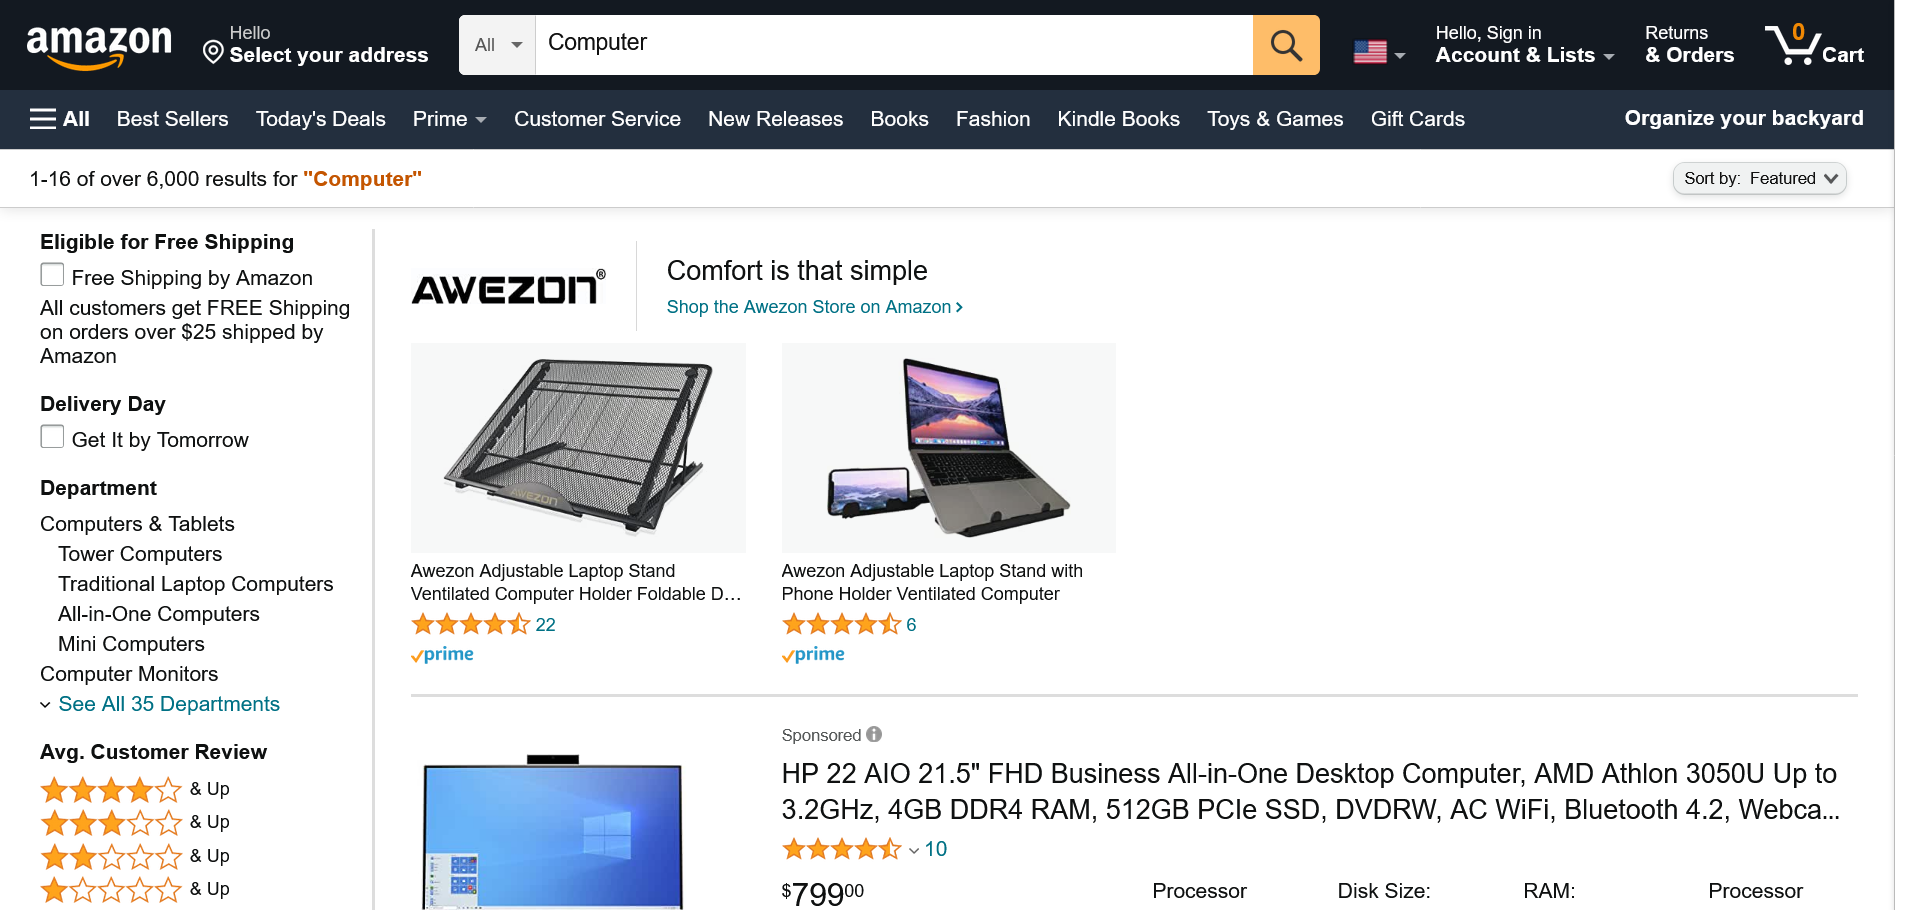 amazon
Hello
Select your address
All
Computer
Hello, Sign in
Account & Lists
Returns
& Orders
0
Cart
All
Best Sellers
Today's Deals
Prime
Customer Service
New Releases
Books
Fashion
Kindle Books
Toys & Games
Gift Cards
Organize your backyard
1-16 of over 6,000 results for "Computer"
Sort by: Featured
Eligible for Free Shipping
Free Shipping by Amazon
All customers get FREE Shipping
on orders over $25 shipped by
Amazon
Delivery Day
Get It by Tomorrow
Department
Computers & Tablets
Tower Computers
Traditional Laptop Computers
All-in-One Computers
Mini Computers
Computer Monitors
See All 35 Departments
Avg. Customer Review
& Up
& Up
& Up
& Up
AWEZON®
Comfort is that simple
Shop the Awezon Store on Amazon ›
AWEZON
Awezon Adjustable Laptop Stand
Ventilated Computer Holder Foldable D…
22
prime
Awezon Adjustable Laptop Stand with
Phone Holder Ventilated Computer
6
prime
Sponsored
HP 22 AIO 21.5" FHD Business All-in-One Desktop Computer, AMD Athlon 3050U Up to
3.2GHz, 4GB DDR4 RAM, 512GB PCIe SSD, DVDRW, AC WiFi, Bluetooth 4.2, Webca...
10
$79900
Processor
Disk Size:
RAM:
Processor